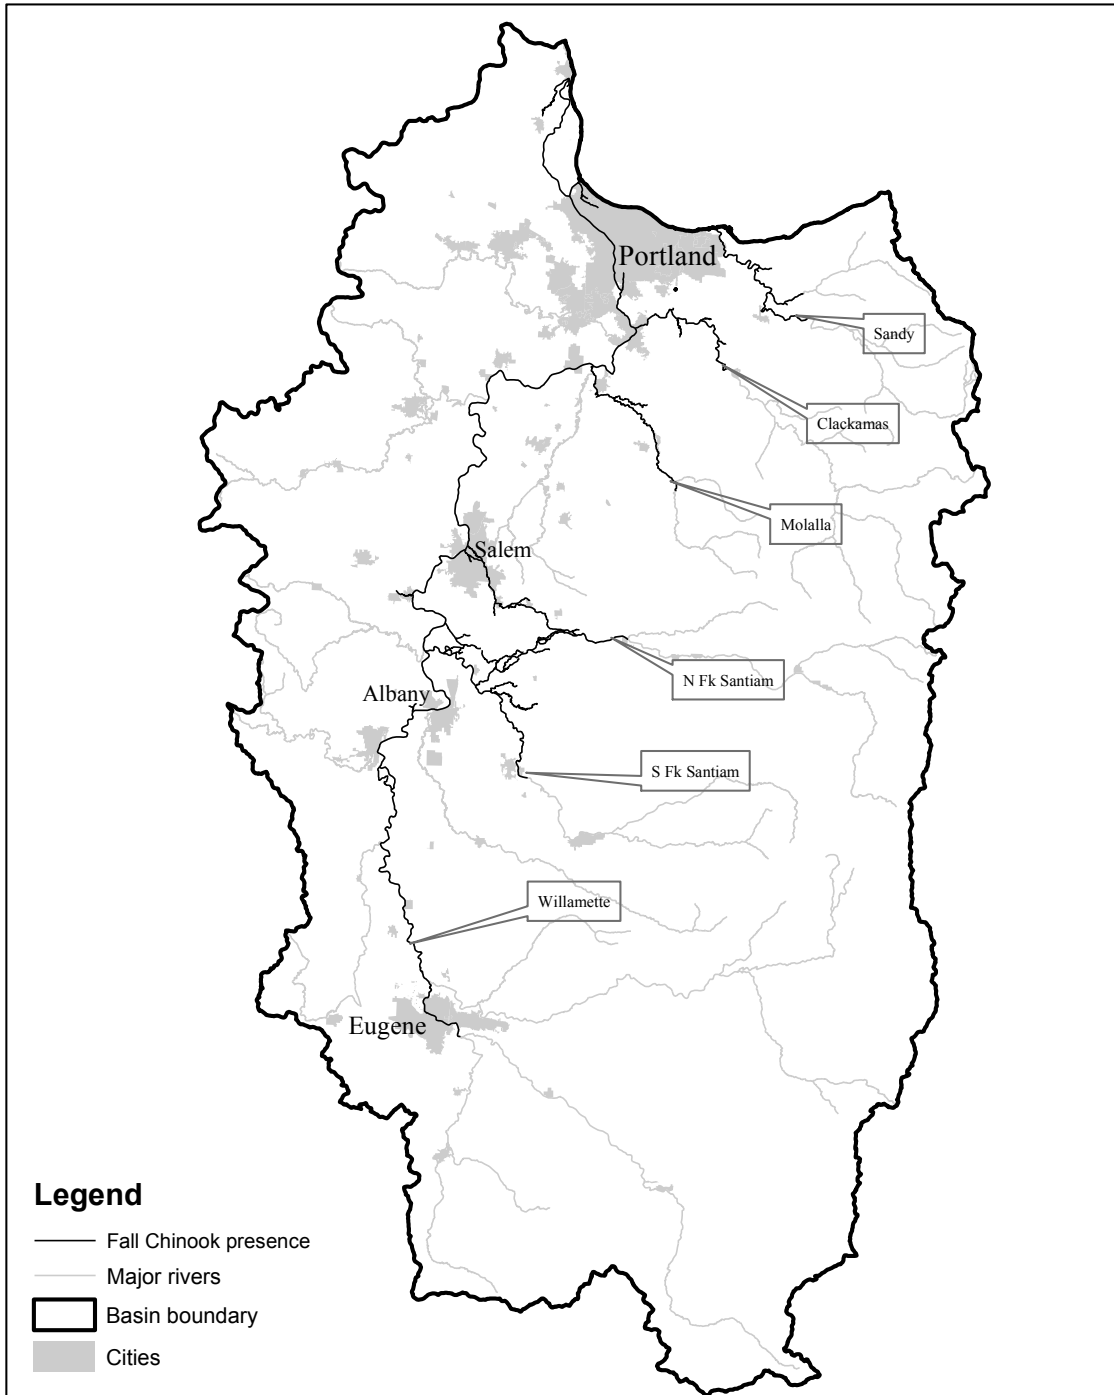 Portland
Sandy
Clackamas
Molalla
Salem
N Fk Santiam
Albany
S Fk Santiam
Willamette
Eugene
Legend
Fall Chinook presence
Major rivers
Basin boundary
Cities